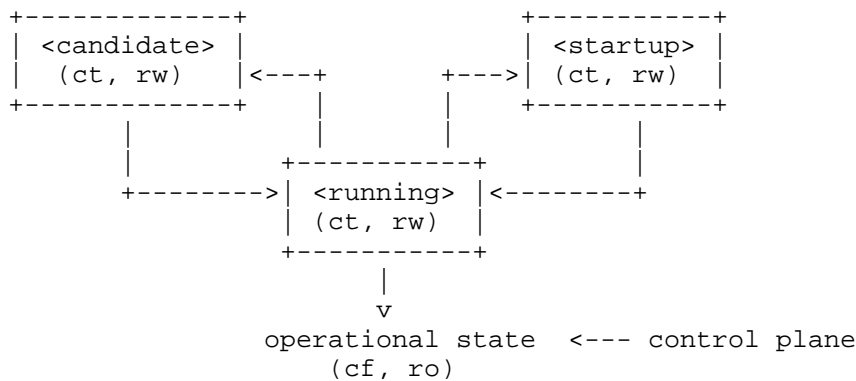 <candidate> <startup>
(ct, rw) (ct, rw)
<running>
(ct, rw)
operational state <--- control plane
(cf, ro)